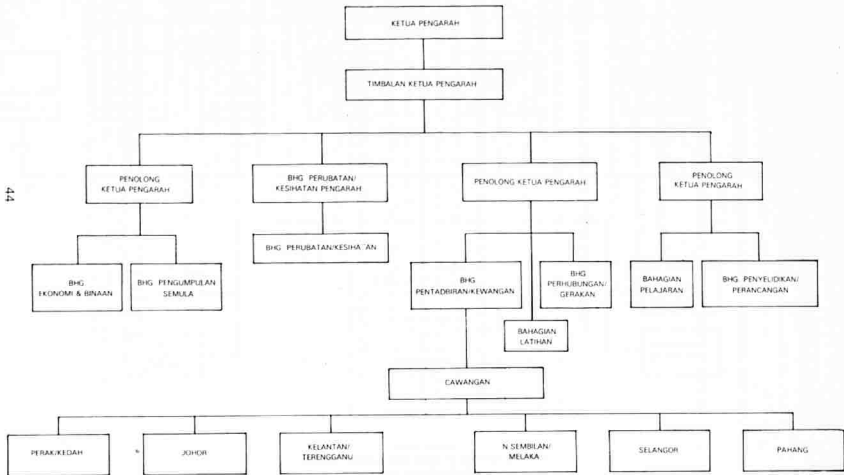 KETUA PENGARAH
TIMBALAN KETUA PENGARAH
PENOLONG
KETUA PENGARAH
BHG PERUBATAN/
KESIHATAN PENGARAH
PENOLONG KETUA PENGARAH
PENOLONG
KETUA PENGARAH
44
BHG PERUBATAN/KESIHATAN
BHG
EKONOMI & BINAAN
BHG PENGUMPULAN
SEMULA
BHG
PENTADBIRAN/KEWANGAN
BHG
PERHUBUNGAN/
GERAKAN
BAHAGIAN
PELAJARAN
BHG PENYELIDIKAN/
PERANCANGAN
BAHAGIAN
LATIHAN
CAWANGAN
PERAK/KEDAH
JOHOR
KELANTAN/
TERENGGANU
N SEMBILAN/
MELAKA
SELANGOR
PAHANG